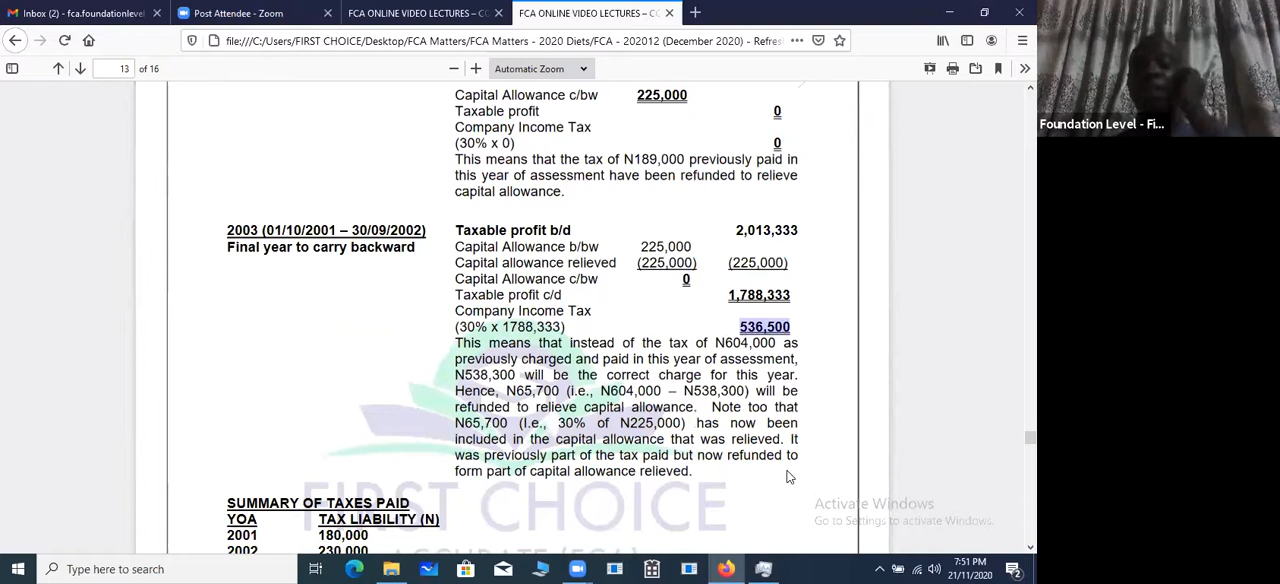 Inbox (2) - fca.foundationlevel
Post Attendee - Zoom
FCA ONLINE VIDEO LECTURES – CC
FCA ONLINE VIDEO LECTURES – CC
file:///C:/Users/FIRST CHOICE/Desktop/FCA Matters/FCA Matters - 2020 Diets/FCA - 202012 (December 2020) - Refres
13 of 16
Automatic Zoom
Foundation Level - Fi...
Capital Allowance c/bw 225,000
Taxable profit 0
Company Income Tax
(30% x 0) 0
This means that the tax of N189,000 previously paid in
this year of assessment have been refunded to relieve
capital allowance.
2003 (01/10/2001 – 30/09/2002) Taxable profit b/d 2,013,333
Final year to carry backward Capital Allowance b/bw 225,000
Capital allowance relieved (225,000) (225,000)
Capital Allowance c/bw 0
Taxable profit c/d 1,788,333
Company Income Tax
(30% x 1788,333) 536,500
This means that instead of the tax of N604,000 as
previously charged and paid in this year of assessment,
N538,300 will be the correct charge for this year.
Hence, N65,700 (i.e., N604,000 – N538,300) will be
refunded to relieve capital allowance. Note too that
N65,700 (I.e., 30% of N225,000) has now been
included in the capital allowance that was relieved. It
was previously part of the tax paid but now refunded to
form part of capital allowance relieved.
FIRST CHOICE
SUMMARY OF TAXES PAID
YOA TAX LIABILITY (N)
2001 180,000
2002 230,000
Activate Windows
Go to Settings to activate Windows.
Type here to search
7:51 PM
21/11/2020
2